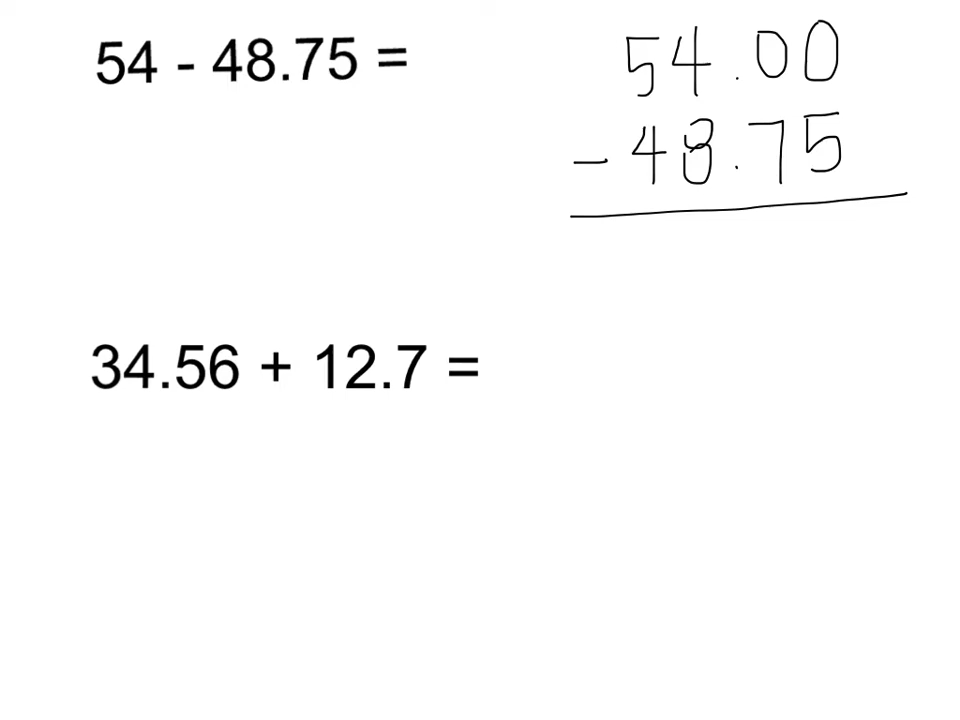 54 - 48.75 =
54.00
- 48.75
34.56 + 12.7 =